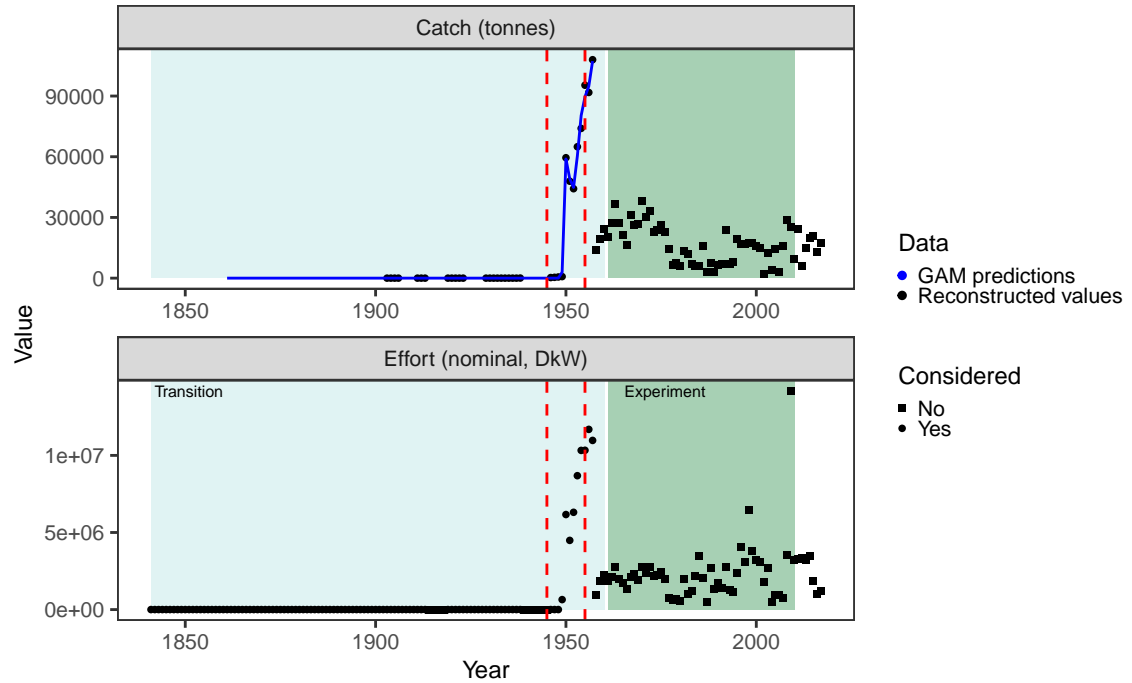 Catch (tonnes)
90000
60000
30000
0
1850
1900
1950
2000
Value
Effort (nominal, DkW)
Transition
Experiment
1e+07
5e+06
0e+00
1850
1900
1950
2000
Year
Data
GAM predictions
Reconstructed values
Considered
No
Yes